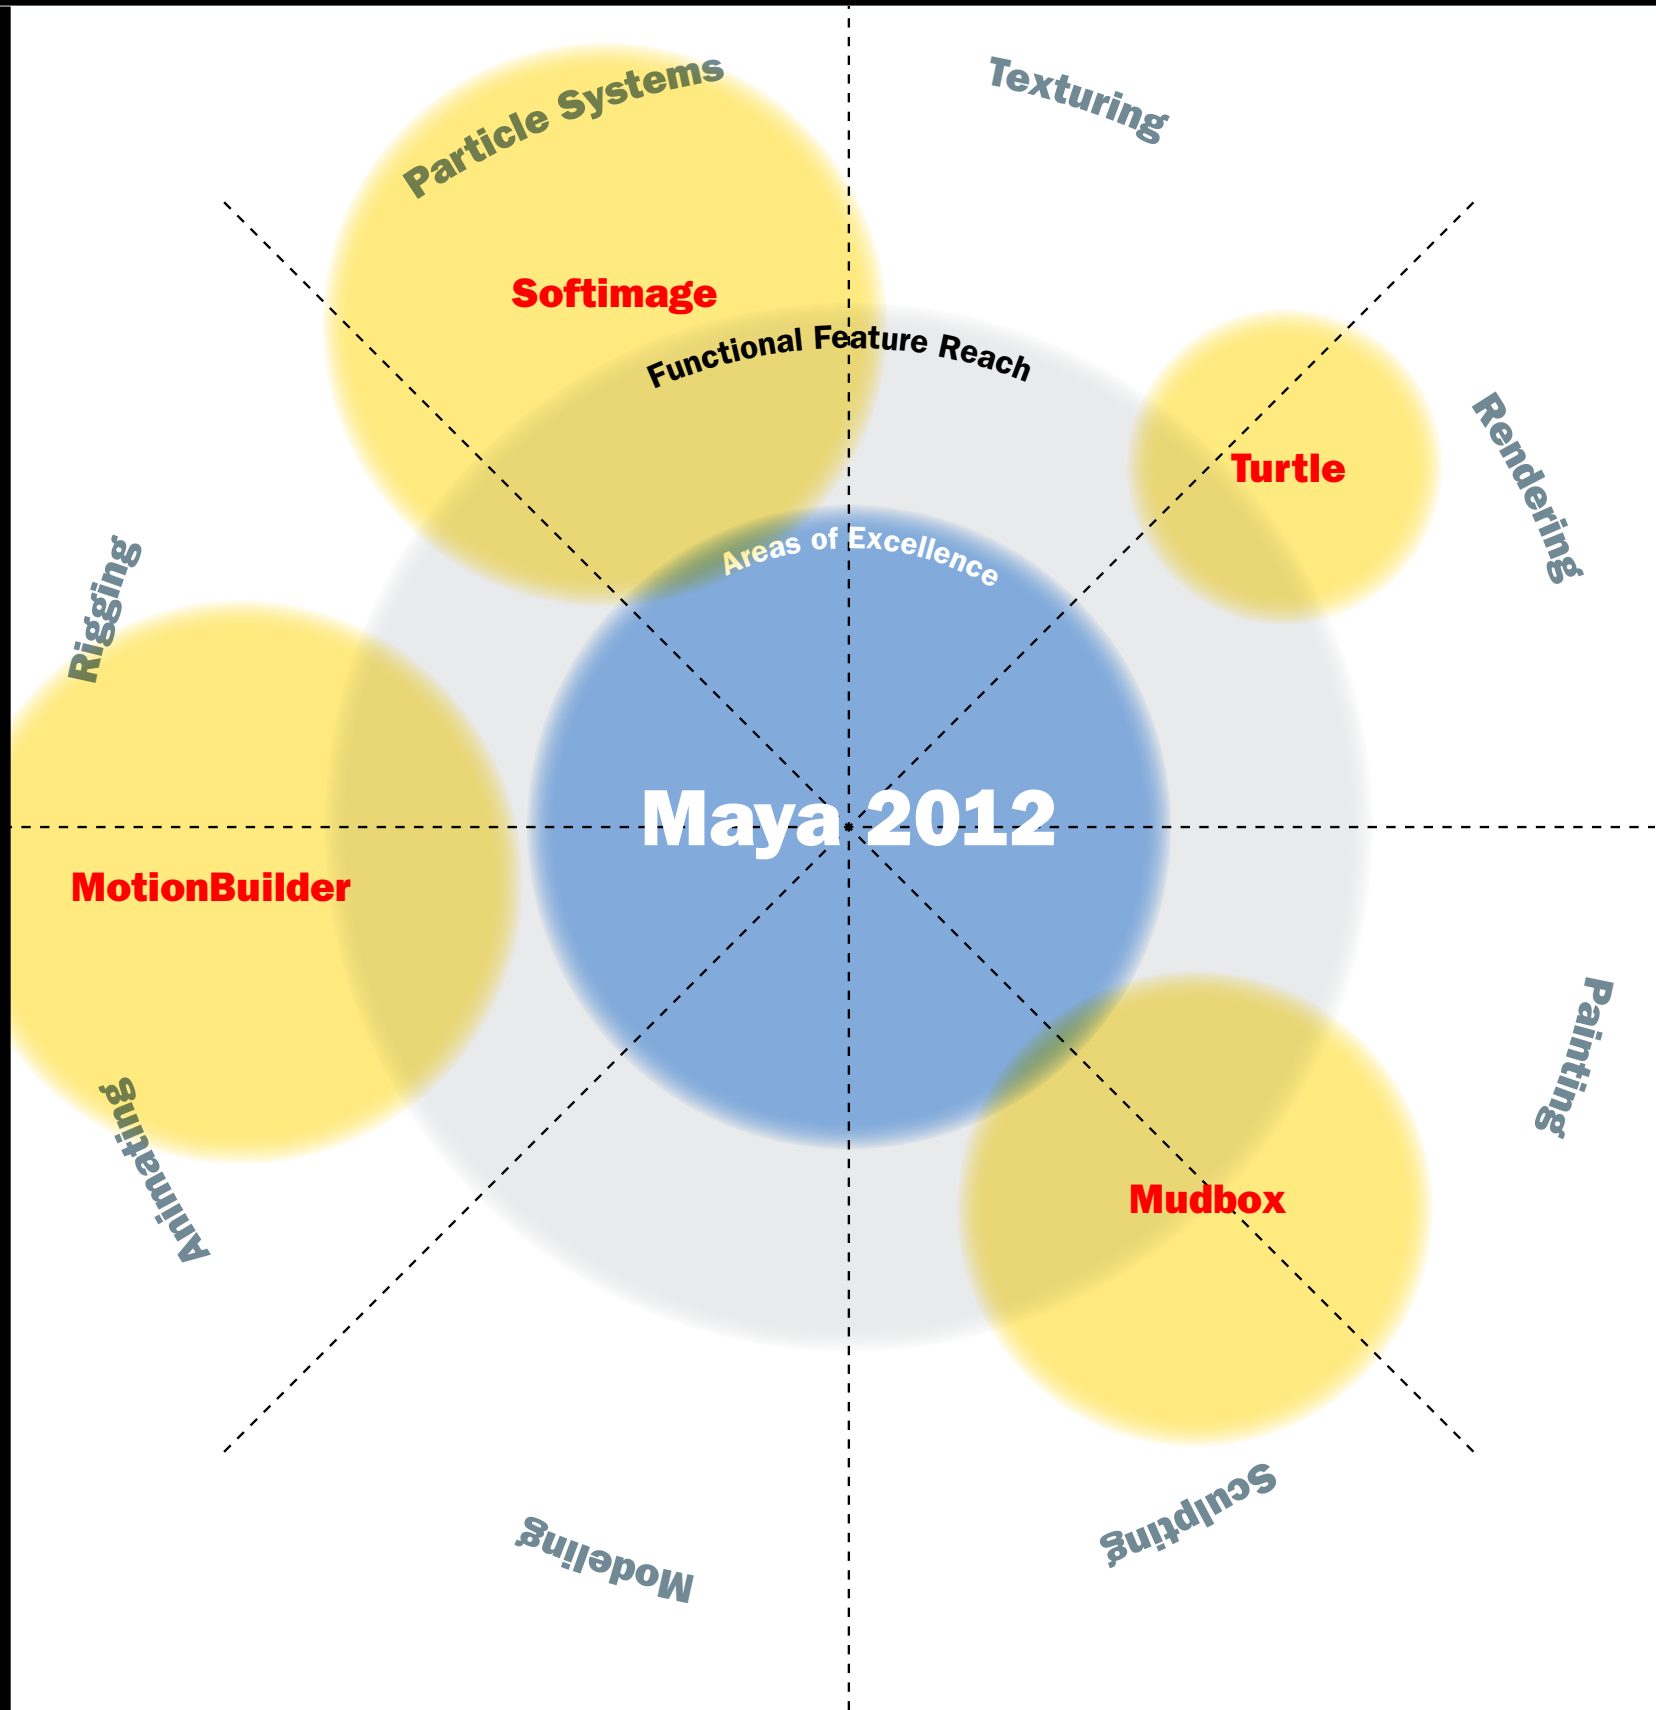 Particle Systems
Texturing
Softimage
Functional Feature Reach
Turtle
Rendering
Areas of Excellence
Rigging
Maya 2012
MotionBuilder
Painting
Animating
Mudbox
Sculpting
Modeling